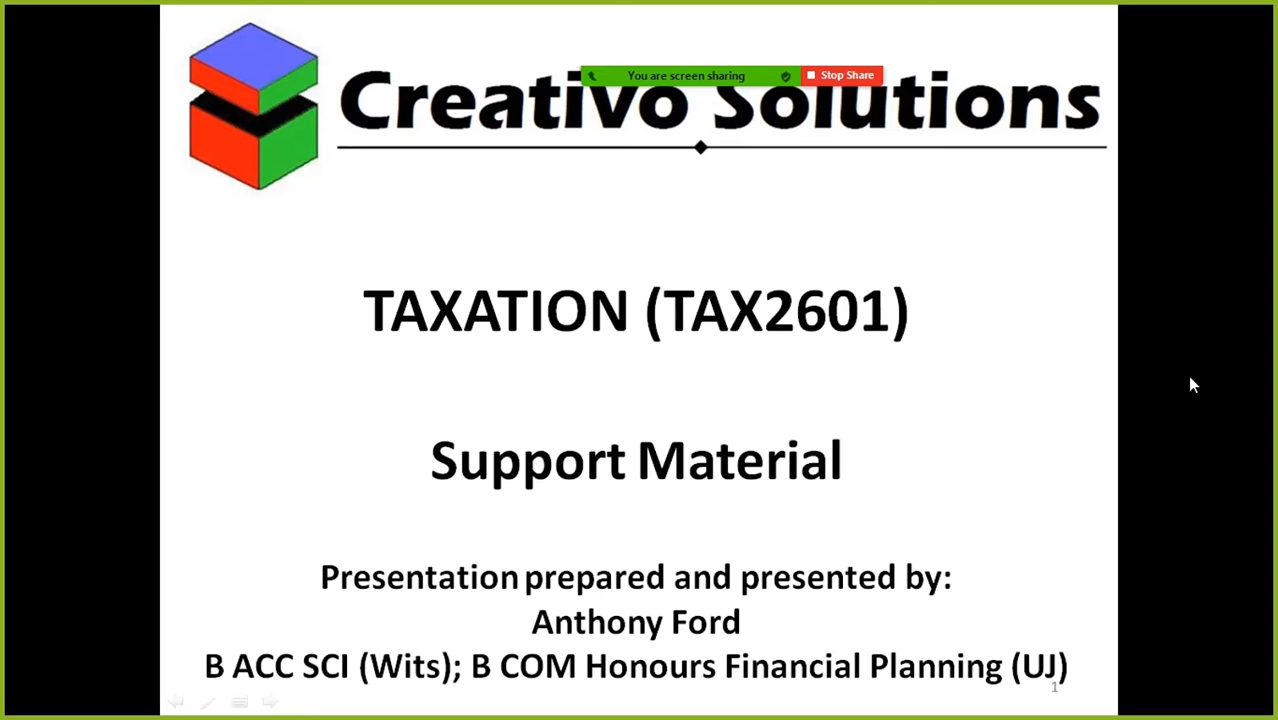 You are screen sharing Stop Share
Creativo Solutions
TAXATION (TAX2601)
Support Material
Presentation prepared and presented by:
Anthony Ford
B ACC SCI (Wits); B COM Honours Financial Planning (UJ)
1